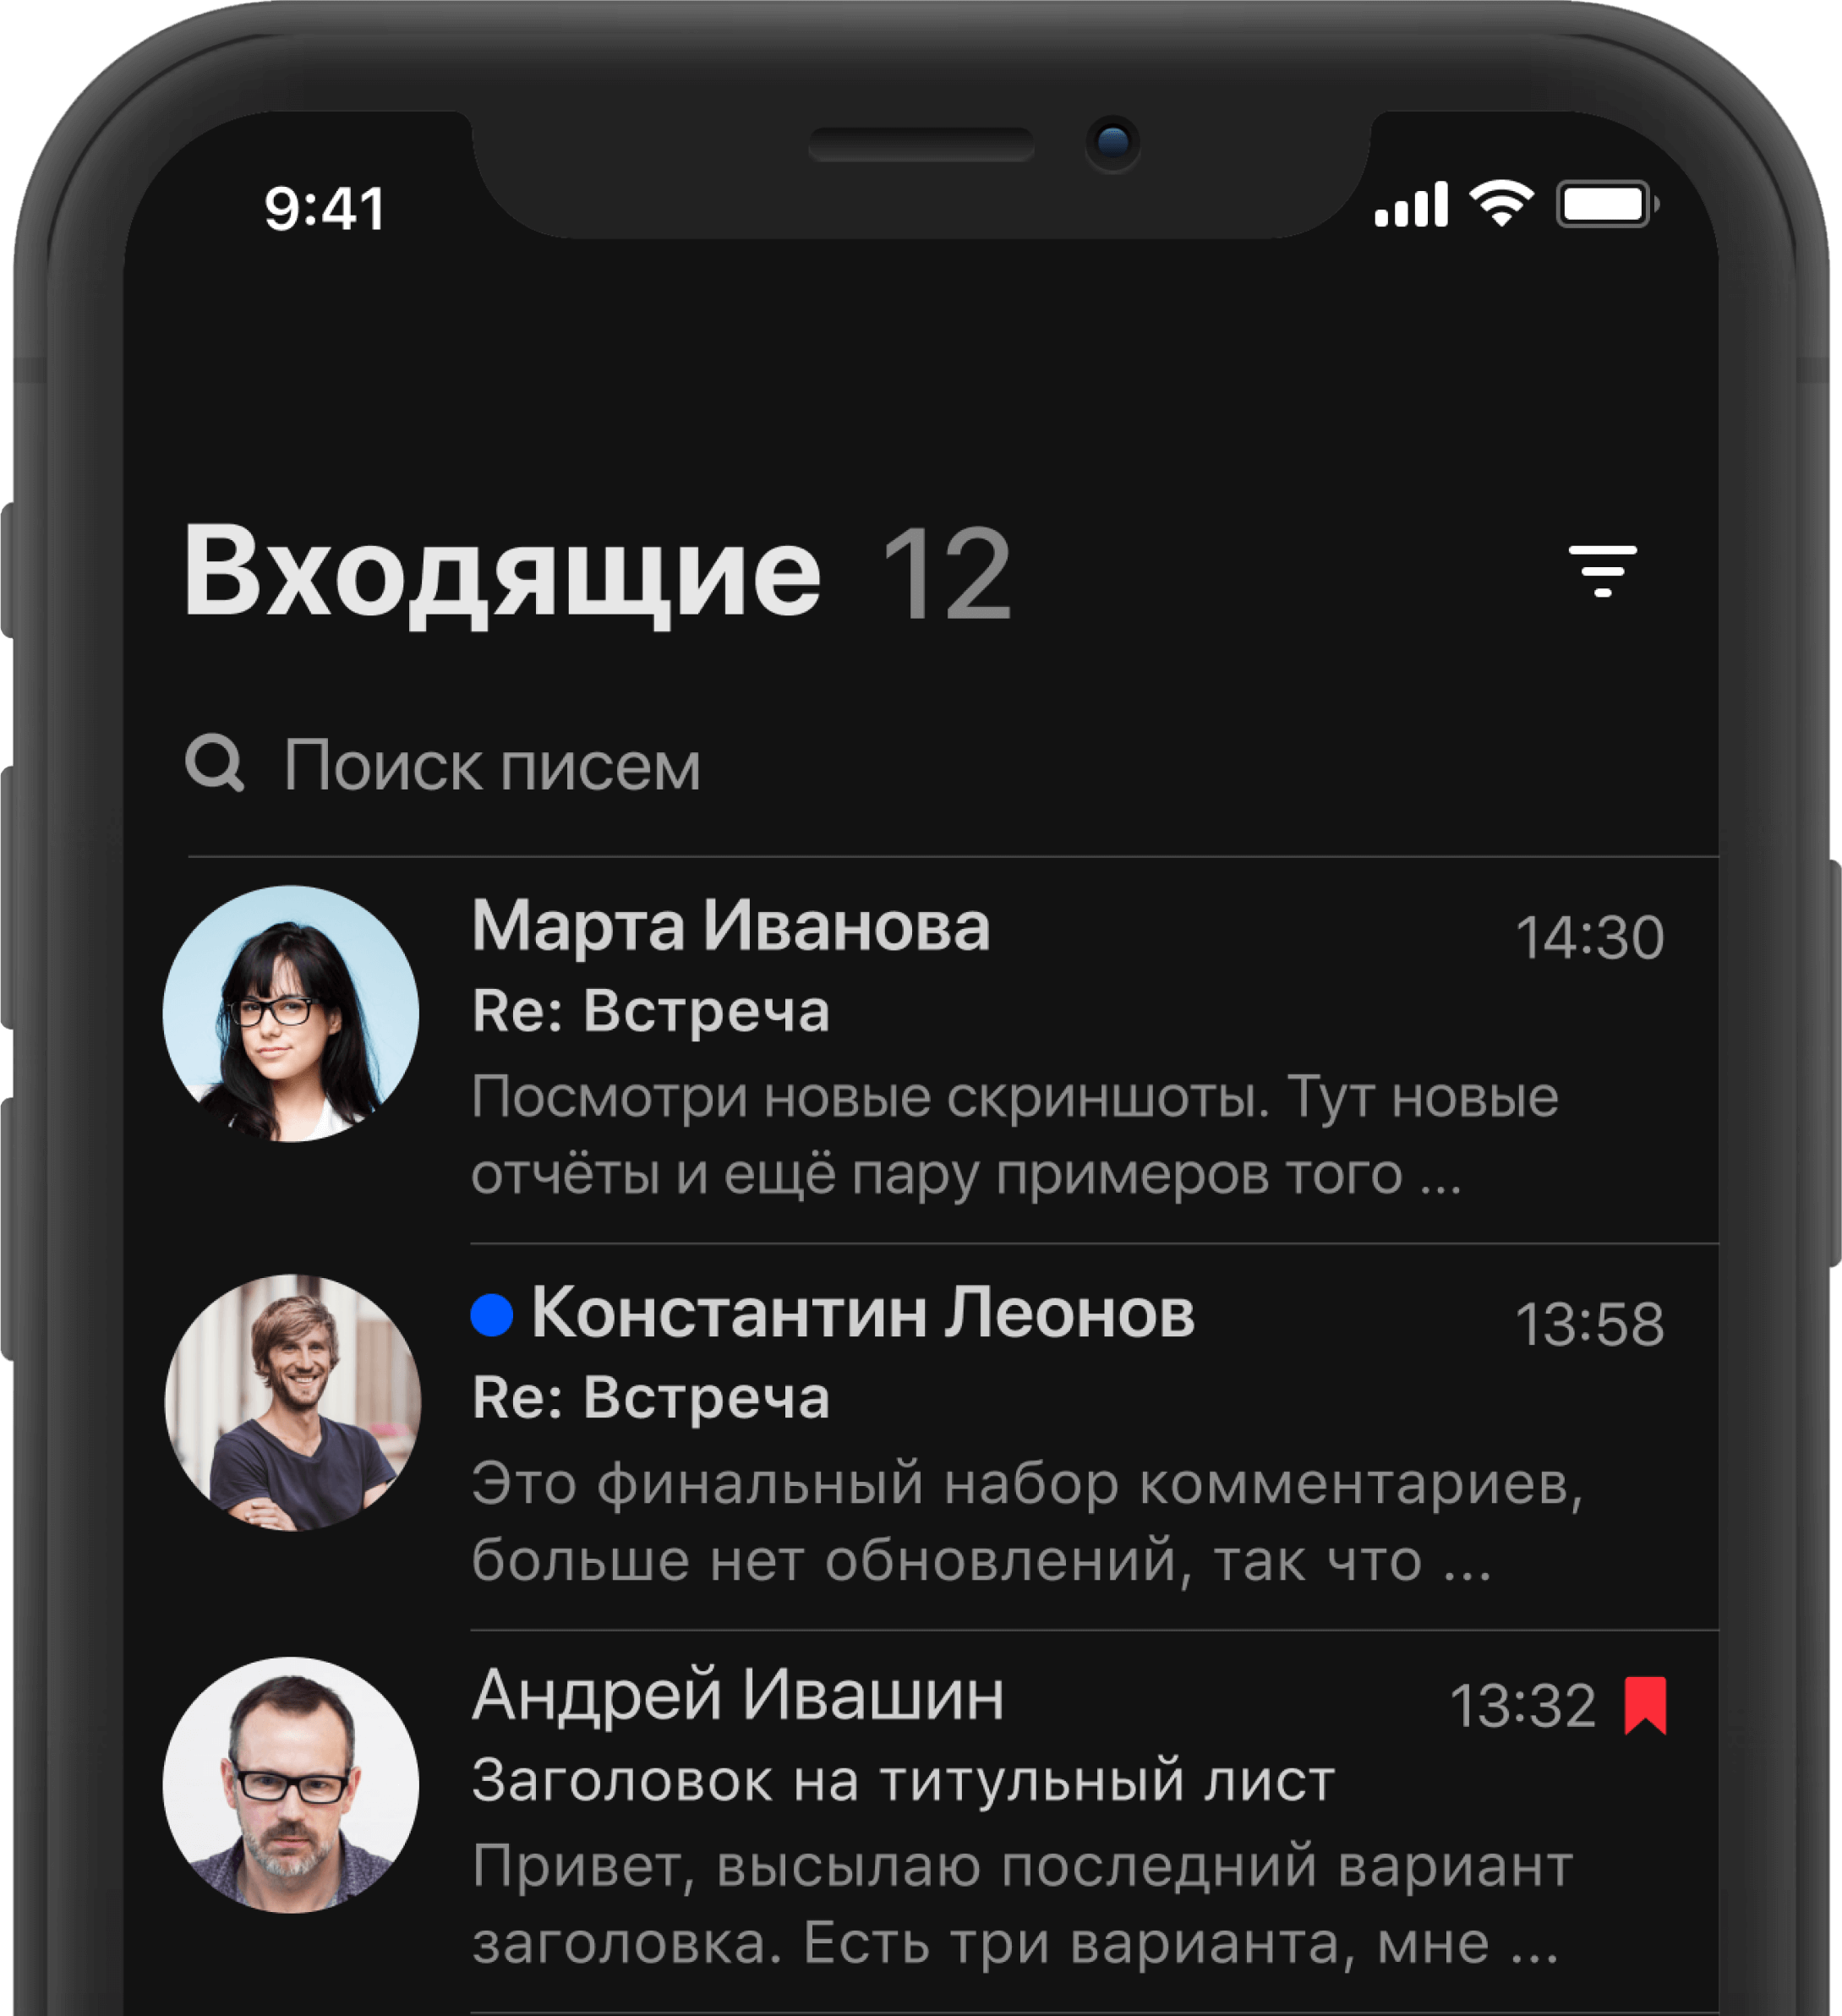 9:41
Входящие 12
Поиск писем
Марта Иванова 14:30
Re: Встреча
Посмотри новые скриншоты. Тут новые
отчёты и ещё пару примеров того ...
Константин Леонов 13:58
Re: Встреча
Это финальный набор комментариев,
больше нет обновлений, так что ...
Андрей Ивашин 13:32
Заголовок на титульный лист
Привет, высылаю последний вариант
заголовка. Есть три варианта, мне ...